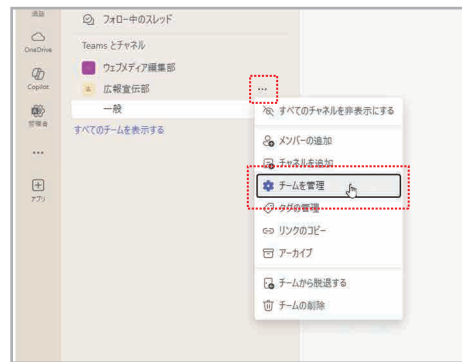 フォロー中のスレッド
OneDrive
Teams とチャネル
ウェブメディア編集部
Copilot
広報宣伝部
…
一般
すべてのチームを表示する
…
アプリ
すべてのチャネルを非表示にする
メンバーの追加
チャネルを追加
チームを管理
タグの管理
リンクのコピー
アーカイブ
チームから脱退する
チームの削除